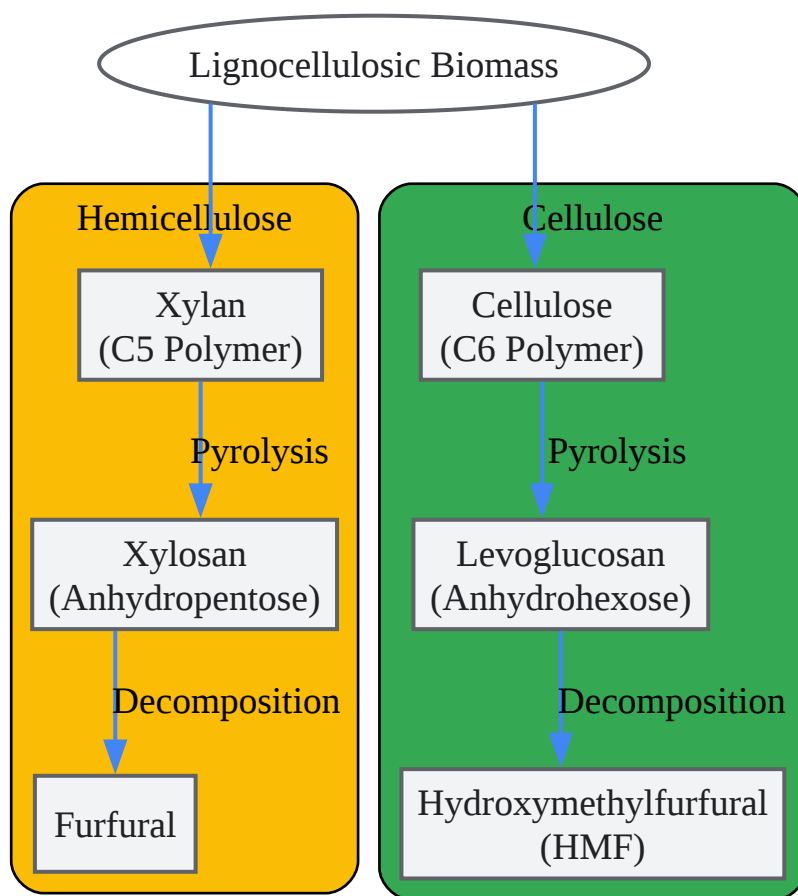 Lignocellulosic Biomass
Hemicellulose
Xylan
(C5 Polymer)
Pyrolysis
Xylosan
(Anhydropentose)
Decomposition
Furfural
Cellulose
Cellulose
(C6 Polymer)
Pyrolysis
Levoglucosan
(Anhydrohexose)
Decomposition
Hydroxymethylfurfural
(HMF)